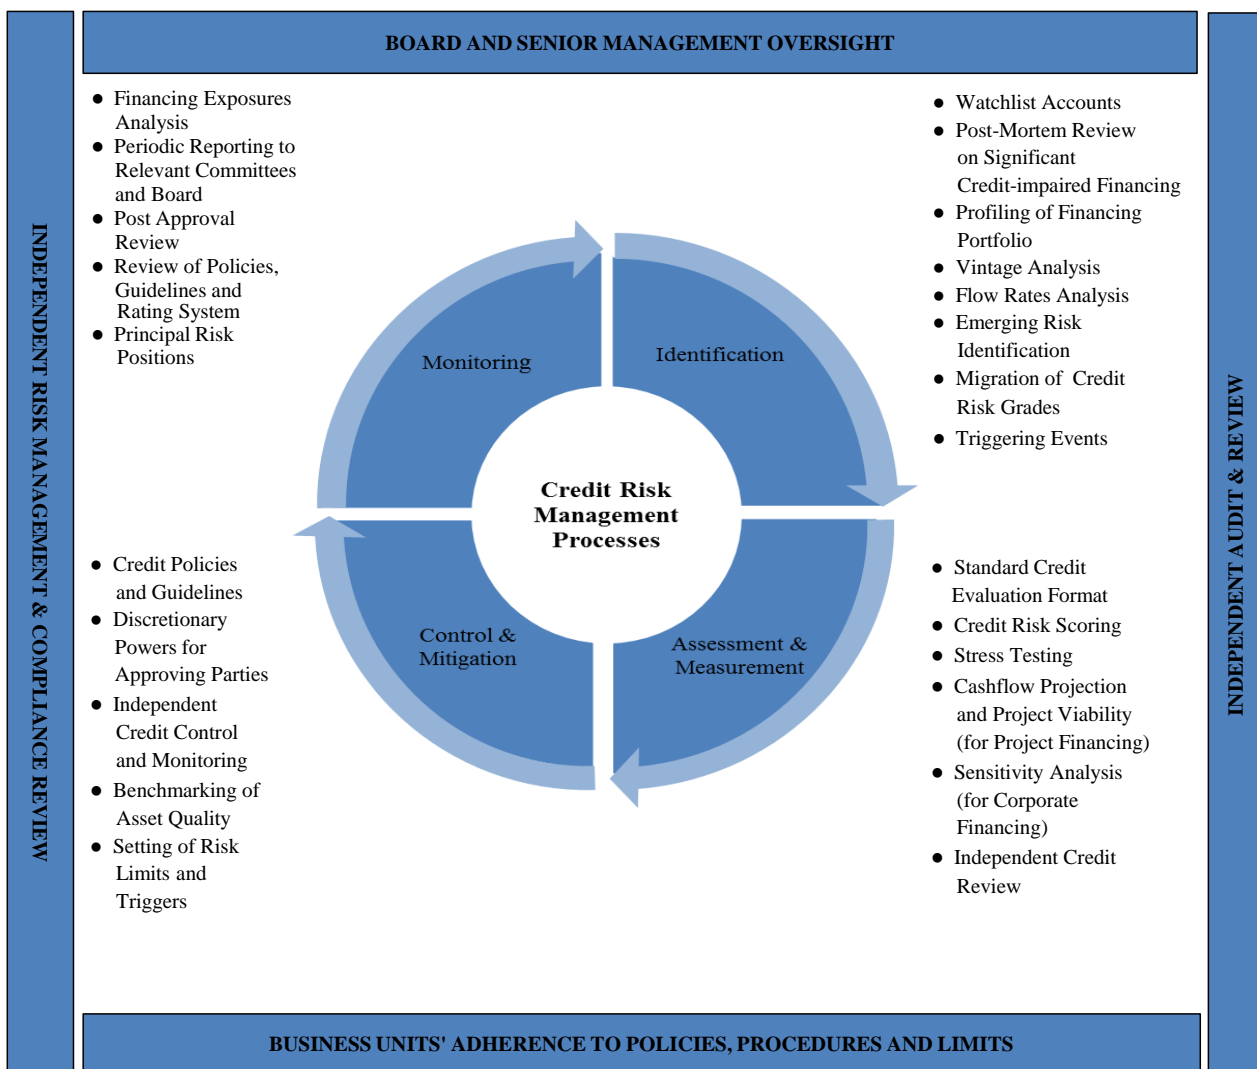 BOARD AND SENIOR MANAGEMENT OVERSIGHT
INDEPENDENT RISK MANAGEMENT & COMPLIANCE REVIEW
● Financing Exposures
Analysis
● Periodic Reporting to
Relevant Committees
and Board
● Post Approval
Review
● Review of Policies,
Guidelines and
Rating System
● Principal Risk
Positions
● Watchlist Accounts
● Post-Mortem Review
on Significant
Credit-impaired Financing
● Profiling of Financing
Portfolio
● Vintage Analysis
● Flow Rates Analysis
● Emerging Risk
Identification
● Migration of Credit
Risk Grades
● Triggering Events
Monitoring
Identification
Credit Risk
Management
Processes
Control &
Mitigation
Assessment &
Measurement
● Credit Policies
and Guidelines
● Discretionary
Powers for
Approving Parties
● Independent
Credit Control
and Monitoring
● Benchmarking of
Asset Quality
● Setting of Risk
Limits and
Triggers
● Standard Credit
Evaluation Format
● Credit Risk Scoring
● Stress Testing
● Cashflow Projection
and Project Viability
(for Project Financing)
● Sensitivity Analysis
(for Corporate
Financing)
● Independent Credit
Review
INDEPENDENT AUDIT & REVIEW
BUSINESS UNITS' ADHERENCE TO POLICIES, PROCEDURES AND LIMITS